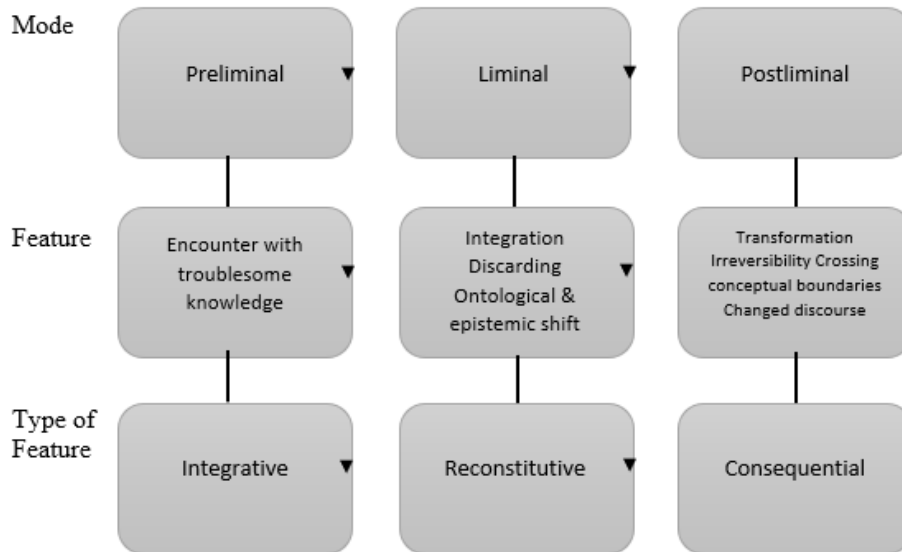 Mode
Preliminal
Liminal
Postliminal
Feature
Encounter with
troublesome
knowledge
Integration
Discarding
Ontological &
epistemic shift
Transformation
Irreversibility Crossing
conceptual boundaries
Changed discourse
Type of
Feature
Integrative
Reconstitutive
Consequential